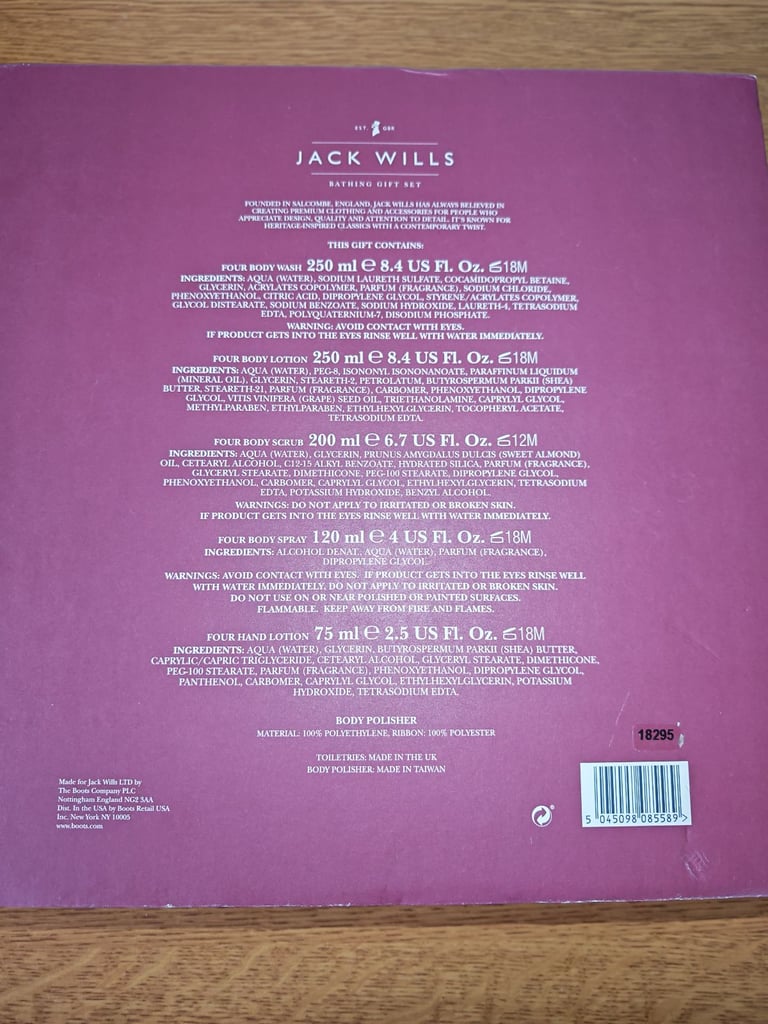 EST. GBR
JACK WILLS
BATHING GIFT SET
FOUNDED IN SALCOMBE, ENGLAND, JACK WILLS HAS ALWAYS BELIEVED IN
CREATING PREMIUM CLOTHING AND ACCESSORIES FOR PEOPLE WHO
APPRECIATE DESIGN, QUALITY AND ATTENTION TO DETAIL. IT'S KNOWN FOR
HERITAGE-INSPIRED CLASSICS WITH A CONTEMPORARY TWIST.
THIS GIFT CONTAINS:
FOUR BODY WASH 250 ml ℮ 8.4 US Fl. Oz. ≤18M
INGREDIENTS: AQUA (WATER), SODIUM LAURETH SULFATE, COCAMIDOPROPYL BETAINE,
GLYCERIN, ACRYLATES COPOLYMER, PARFUM (FRAGRANCE), SODIUM CHLORIDE,
PHENOXYETHANOL, CITRIC ACID, DIPROPYLENE GLYCOL, STYRENE/ACRYLATES COPOLYMER,
GLYCOL DISTEARATE, SODIUM BENZOATE, SODIUM HYDROXIDE, LAURETH-4, TETRASODIUM
EDTA, POLYQUATERNIUM-7, DISODIUM PHOSPHATE.
WARNING: AVOID CONTACT WITH EYES.
IF PRODUCT GETS INTO THE EYES RINSE WELL WITH WATER IMMEDIATELY.
FOUR BODY LOTION 250 ml ℮ 8.4 US Fl. Oz. ≤18M
INGREDIENTS: AQUA (WATER), PEG-8, ISONONYL ISONONANOATE, PARAFFINUM LIQUIDUM
(MINERAL OIL), GLYCERIN, STEARETH-2, PETROLATUM, BUTYROSPERMUM PARKII (SHEA)
BUTTER, STEARETH-21, PARFUM (FRAGRANCE), CARBOMER, PHENOXYETHANOL, DIPROPYLENE
GLYCOL, VITIS VINIFERA (GRAPE) SEED OIL, TRIETHANOLAMINE, CAPRYLYL GLYCOL,
METHYLPARABEN, ETHYLPARABEN, ETHYLHEXYLGLYCERIN, TOCOPHERYL ACETATE,
TETRASODIUM EDTA.
FOUR BODY SCRUB 200 ml ℮ 6.7 US Fl. Oz. ≤12M
INGREDIENTS: AQUA (WATER), GLYCERIN, PRUNUS AMYGDALUS DULCIS (SWEET ALMOND)
OIL, CETEARYL ALCOHOL, C12-15 ALKYL BENZOATE, HYDRATED SILICA, PARFUM (FRAGRANCE),
GLYCERYL STEARATE, DIMETHICONE, PEG-100 STEARATE, DIPROPYLENE GLYCOL,
PHENOXYETHANOL, CARBOMER, CAPRYLYL GLYCOL, ETHYLHEXYLGLYCERIN, TETRASODIUM
EDTA, POTASSIUM HYDROXIDE, BENZYL ALCOHOL.
WARNINGS: DO NOT APPLY TO IRRITATED OR BROKEN SKIN.
IF PRODUCT GETS INTO THE EYES RINSE WELL WITH WATER IMMEDIATELY.
FOUR BODY SPRAY 120 ml ℮ 4 US Fl. Oz. ≤18M
INGREDIENTS: ALCOHOL DENAT., AQUA (WATER), PARFUM (FRAGRANCE),
DIPROPYLENE GLYCOL.
WARNINGS: AVOID CONTACT WITH EYES. IF PRODUCT GETS INTO THE EYES RINSE WELL
WITH WATER IMMEDIATELY. DO NOT APPLY TO IRRITATED OR BROKEN SKIN.
DO NOT USE ON OR NEAR POLISHED OR PAINTED SURFACES.
FLAMMABLE. KEEP AWAY FROM FIRE AND FLAMES.
FOUR HAND LOTION 75 ml ℮ 2.5 US Fl. Oz. ≤18M
INGREDIENTS: AQUA (WATER), GLYCERIN, BUTYROSPERMUM PARKII (SHEA) BUTTER,
CAPRYLIC/CAPRIC TRIGLYCERIDE, CETEARYL ALCOHOL, GLYCERYL STEARATE, DIMETHICONE,
PEG-100 STEARATE, PARFUM (FRAGRANCE), PHENOXYETHANOL, DIPROPYLENE GLYCOL,
PANTHENOL, CARBOMER, CAPRYLYL GLYCOL, ETHYLHEXYLGLYCERIN, POTASSIUM
HYDROXIDE, TETRASODIUM EDTA.
BODY POLISHER
MATERIAL: 100% POLYETHYLENE, RIBBON: 100% POLYESTER
TOILETRIES: MADE IN THE UK
BODY POLISHER: MADE IN TAIWAN
Made for Jack Wills LTD by
The Boots Company PLC
Nottingham England NG2 3AA
Dist. In the USA by Boots Retail USA
Inc. New York NY 10005
www.boots.com
18295
5 045098 085589 >